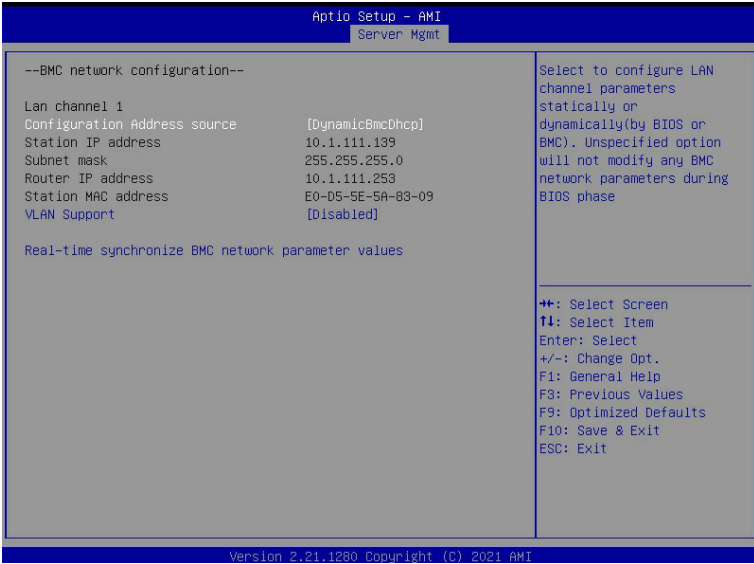 Aptio Setup – AMI
Server Mgmt
--BMC network configuration--
Lan channel 1
Configuration Address source [DynamicBmcDhcp]
Station IP address 10.1.111.139
Subnet mask 255.255.255.0
Router IP address 10.1.111.253
Station MAC address E0-D5-5E-5A-83-09
VLAN Support [Disabled]
Real-time synchronize BMC network parameter values
Select to configure LAN
channel parameters
statically or
dynamically(by BIOS or
BMC). Unspecified option
will not modify any BMC
network parameters during
BIOS phase
→←: Select Screen
↑↓: Select Item
Enter: Select
+/-: Change Opt.
F1: General Help
F3: Previous Values
F9: Optimized Defaults
F10: Save & Exit
ESC: Exit
Version 2.21.1280 Copyright (C) 2021 AMI